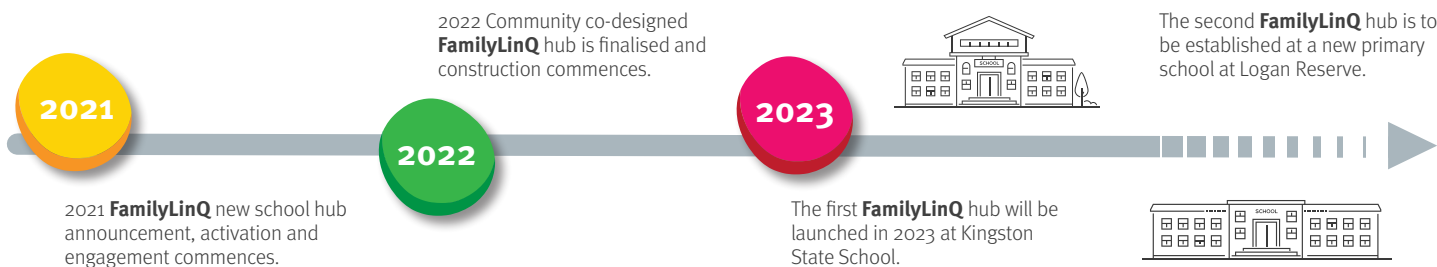 2021
2021 FamilyLinQ new school hub
announcement, activation and
engagement commences.
2022 Community co-designed
FamilyLinQ hub is finalised and
construction commences.
2022
2023
The first FamilyLinQ hub will be
launched in 2023 at Kingston
State School.
SCHOOL
The second FamilyLinQ hub is to
be established at a new primary
school at Logan Reserve.
SCHOOL